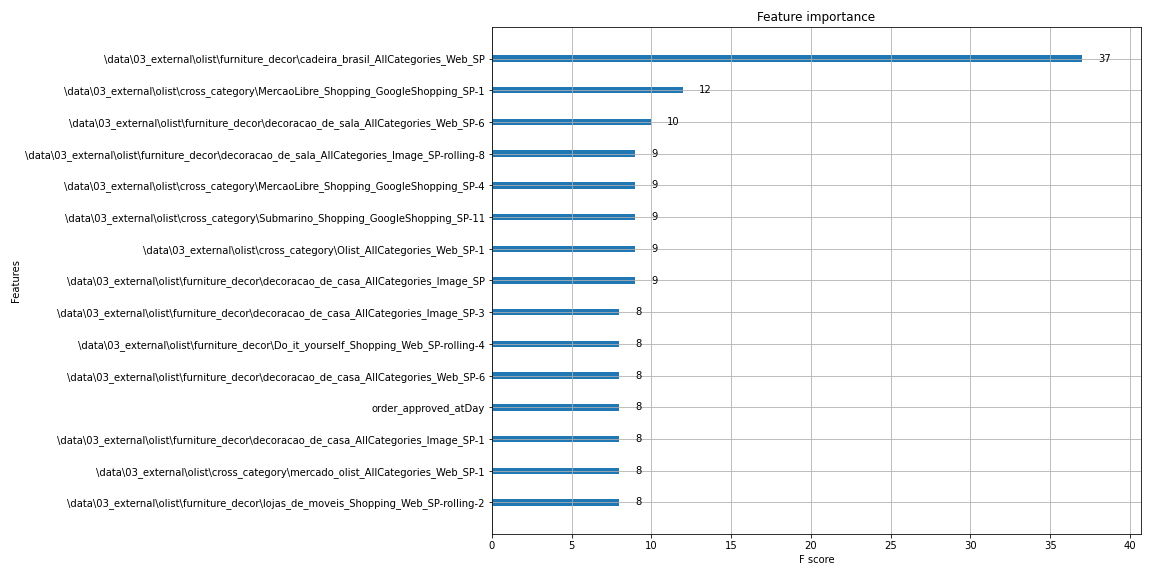 Feature importance
\data\03_external\olist\furniture_decor\cadeira_brasil_AllCategories_Web_SP 37
\data\03_external\olist\cross_category\MercaoLibre_Shopping_GoogleShopping_SP-1 12
\data\03_external\olist\furniture_decor\decoracao_de_sala_AllCategories_Web_SP-6 10
\data\03_external\olist\furniture_decor\decoracao_de_sala_AllCategories_Image_SP-rolling-8 9
\data\03_external\olist\cross_category\MercaoLibre_Shopping_GoogleShopping_SP-4 9
\data\03_external\olist\cross_category\Submarino_Shopping_GoogleShopping_SP-11 9
\data\03_external\olist\cross_category\Olist_AllCategories_Web_SP-1 9
\data\03_external\olist\furniture_decor\decoracao_de_casa_AllCategories_Image_SP 9
\data\03_external\olist\furniture_decor\decoracao_de_casa_AllCategories_Image_SP-3 8
\data\03_external\olist\furniture_decor\Do_it_yourself_Shopping_Web_SP-rolling-4 8
\data\03_external\olist\furniture_decor\decoracao_de_casa_AllCategories_Web_SP-6 8
order_approved_atDay 8
\data\03_external\olist\furniture_decor\decoracao_de_casa_AllCategories_Image_SP-1 8
\data\03_external\olist\cross_category\mercado_olist_AllCategories_Web_SP-1 8
\data\03_external\olist\furniture_decor\lojas_de_moveis_Shopping_Web_SP-rolling-2 8
Features
0 5 10 15 20 25 30 35 40
F score